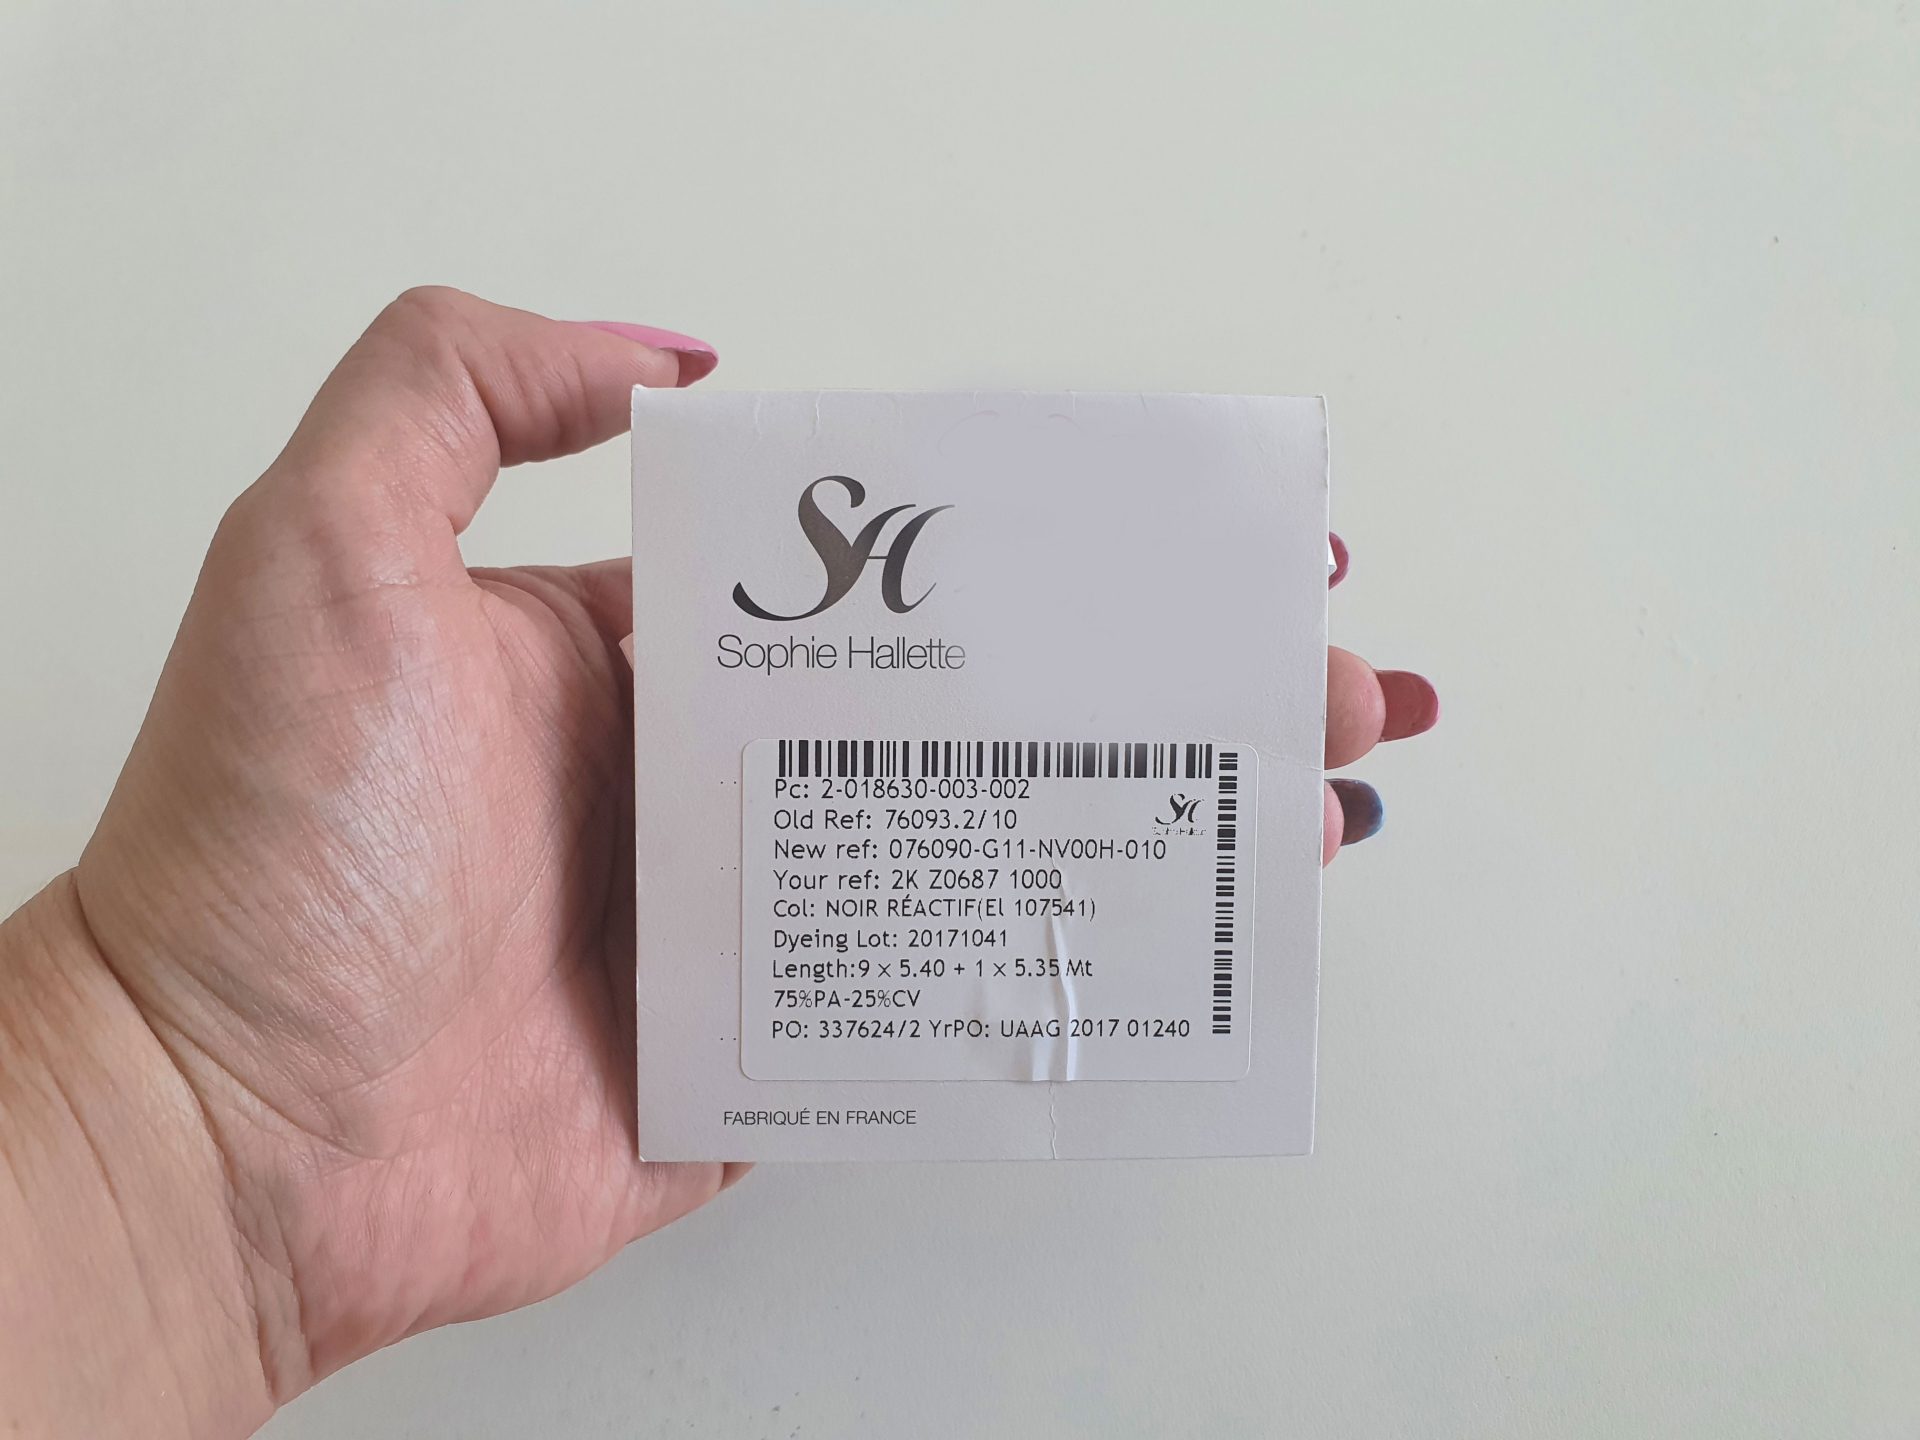 SH
Sophie Hallette
Pc: 2-018630-003-002
Old Ref: 76093.2/10
New ref: 076090-G11-NV00H-010
Your ref: 2K Z0687 1000
Col: NOIR RÉACTIF(El 107541)
Dyeing Lot: 20171041
Length:9 x 5.40 + 1 x 5.35 Mt
75%PA-25%CV
PO: 337624/2 YrPO: UAAG 2017 01240
SH
FABRIQUÉ EN FRANCE